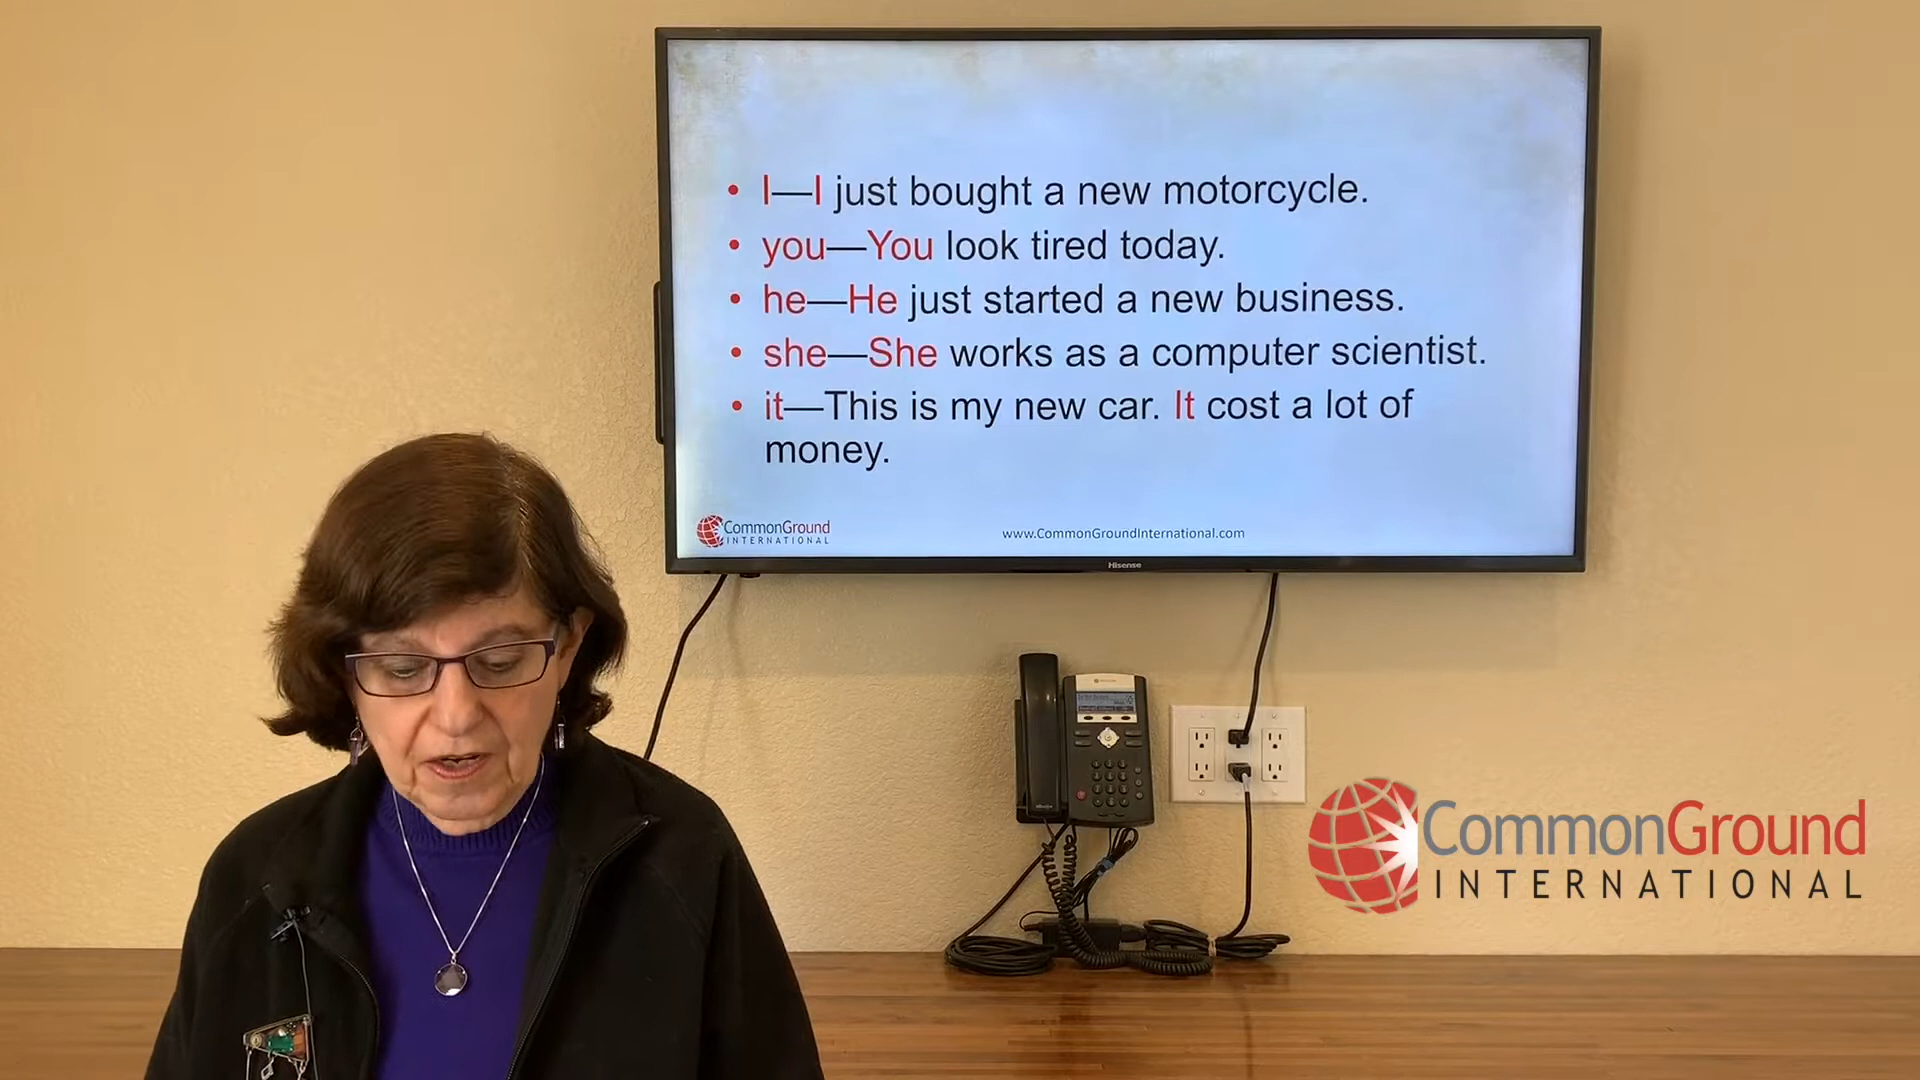 • I—I just bought a new motorcycle.
• you—You look tired today.
• he—He just started a new business.
• she—She works as a computer scientist.
• it—This is my new car. It cost a lot of
money.
CommonGround
INTERNATIONAL
www.CommonGroundInternational.com
Hisense
CommonGround
INTERNATIONAL